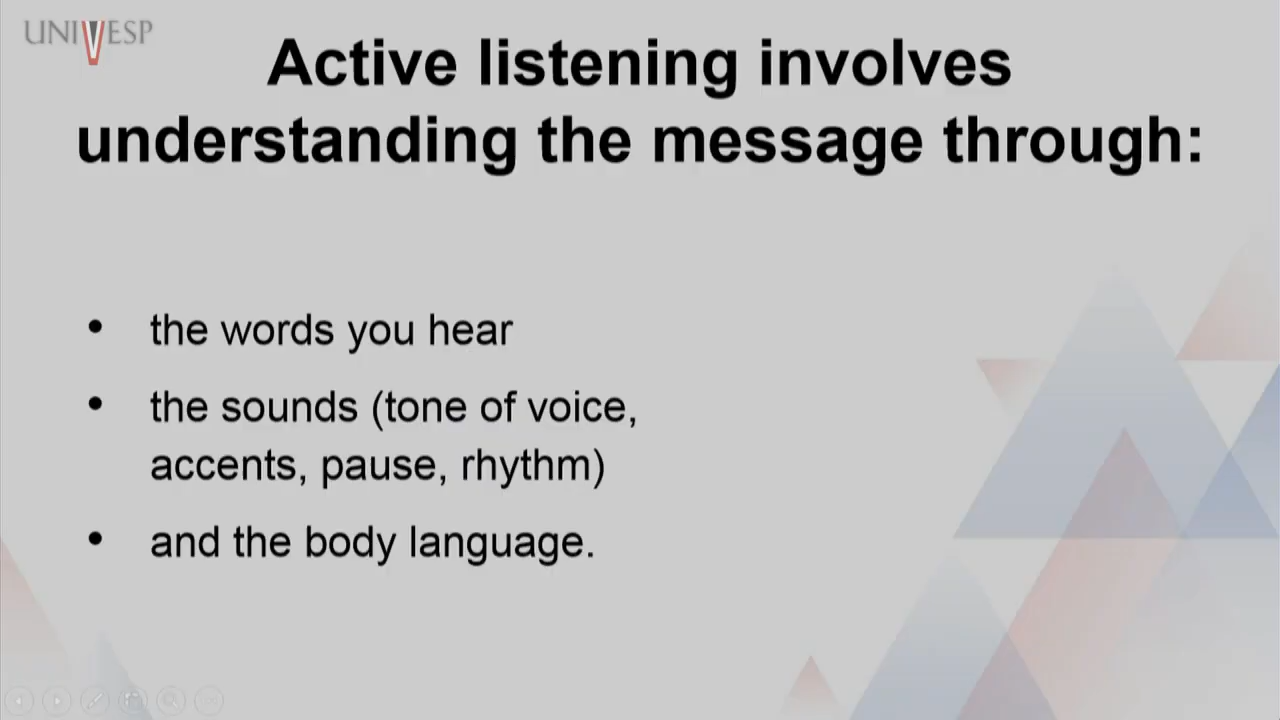 UNIVESP
Active listening involves
understanding the message through:
• the words you hear
• the sounds (tone of voice,
accents, pause, rhythm)
• and the body language.